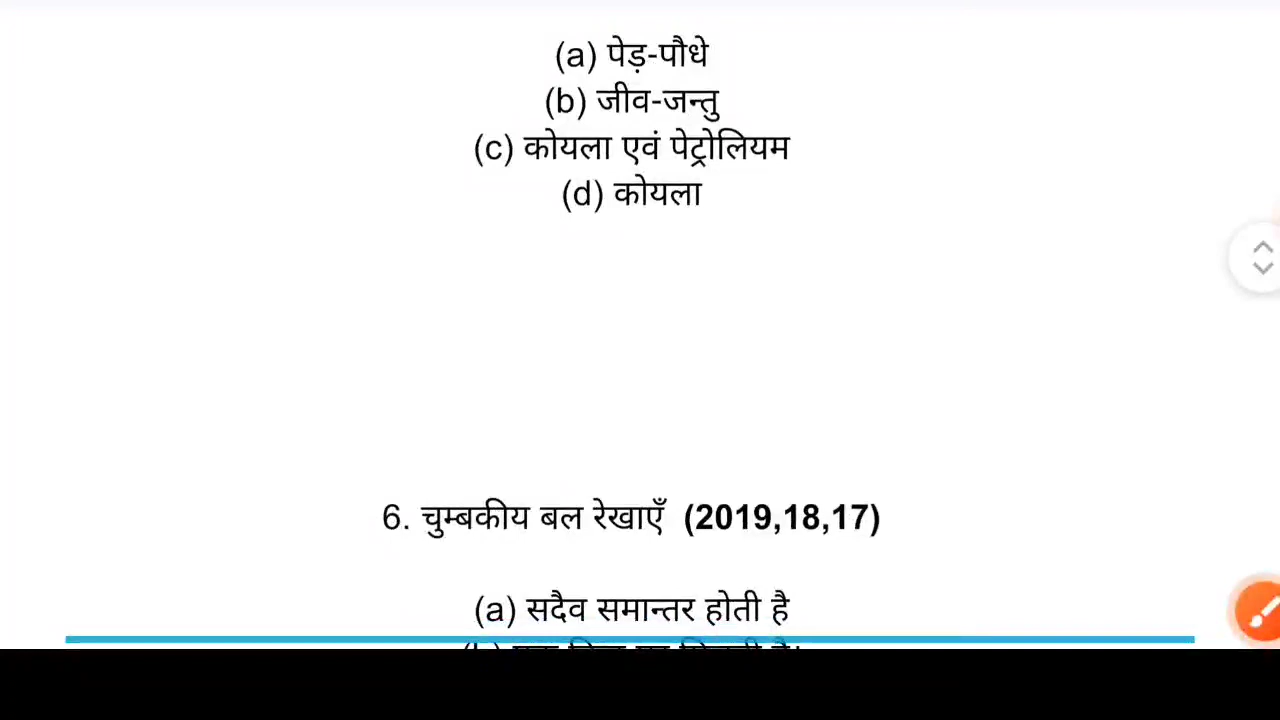 (a) पेड़-पौधे
(b) जीव-जन्तु
(c) कोयला एवं पेट्रोलियम
(d) कोयला
6. चुम्बकीय बल रेखाएँ (2019,18,17)
(a) सदैव समान्तर होती है